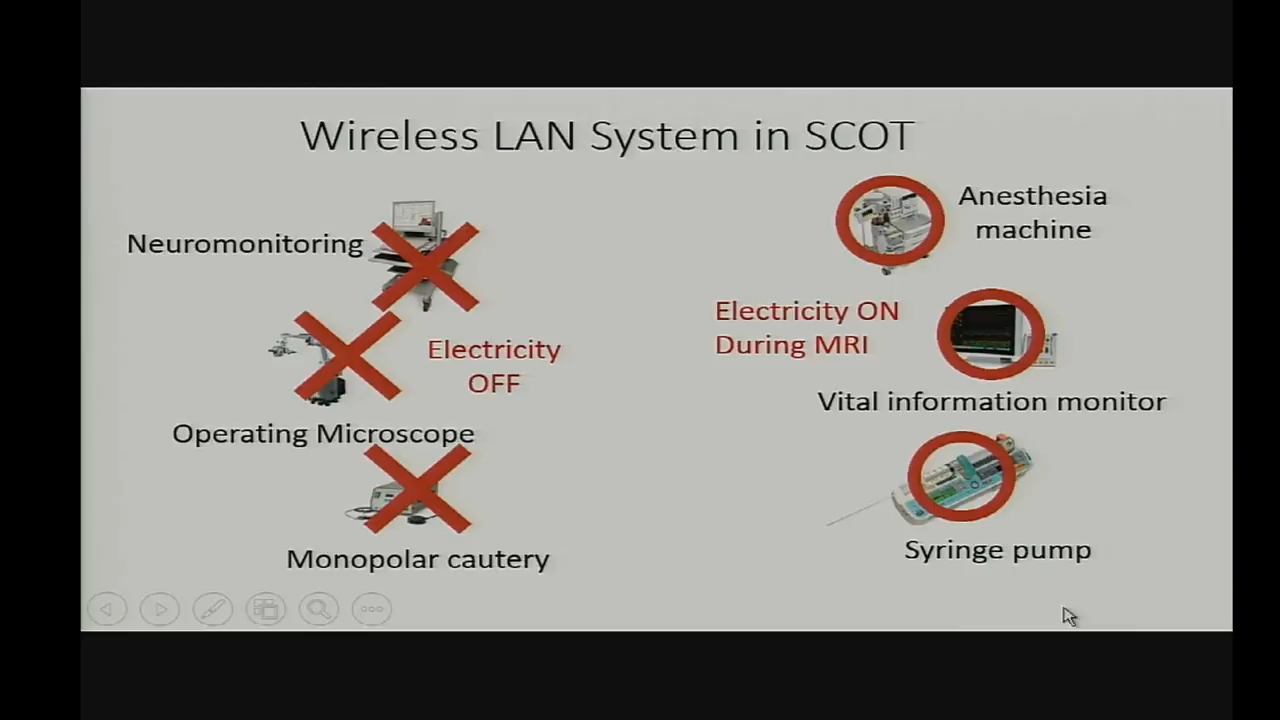 Wireless LAN System in SCOT
Neuromonitoring
Electricity
OFF
Operating Microscope
Monopolar cautery
Anesthesia
machine
Electricity ON
During MRI
Vital information monitor
Syringe pump